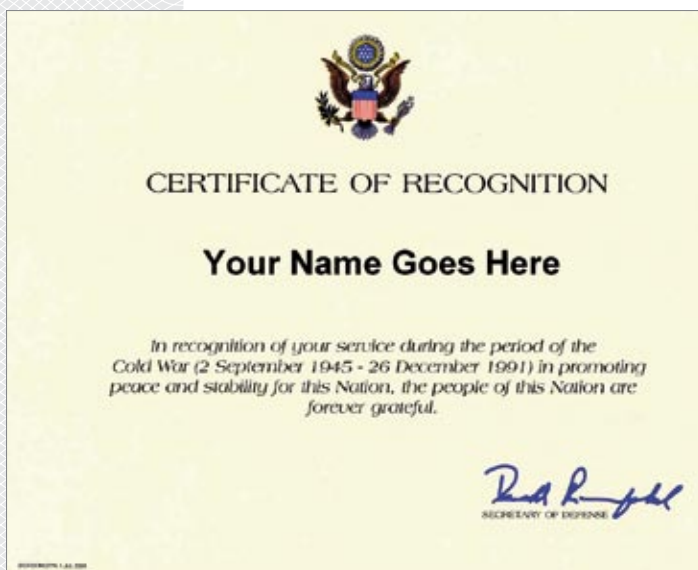 CERTIFICATE OF RECOGNITION
Your Name Goes Here
In recognition of your service during the period of the
Cold War (2 September 1945 - 26 December 1991) in promoting
peace and stability for this Nation, the people of this Nation are
forever grateful.
SECRETARY OF DEFENSE